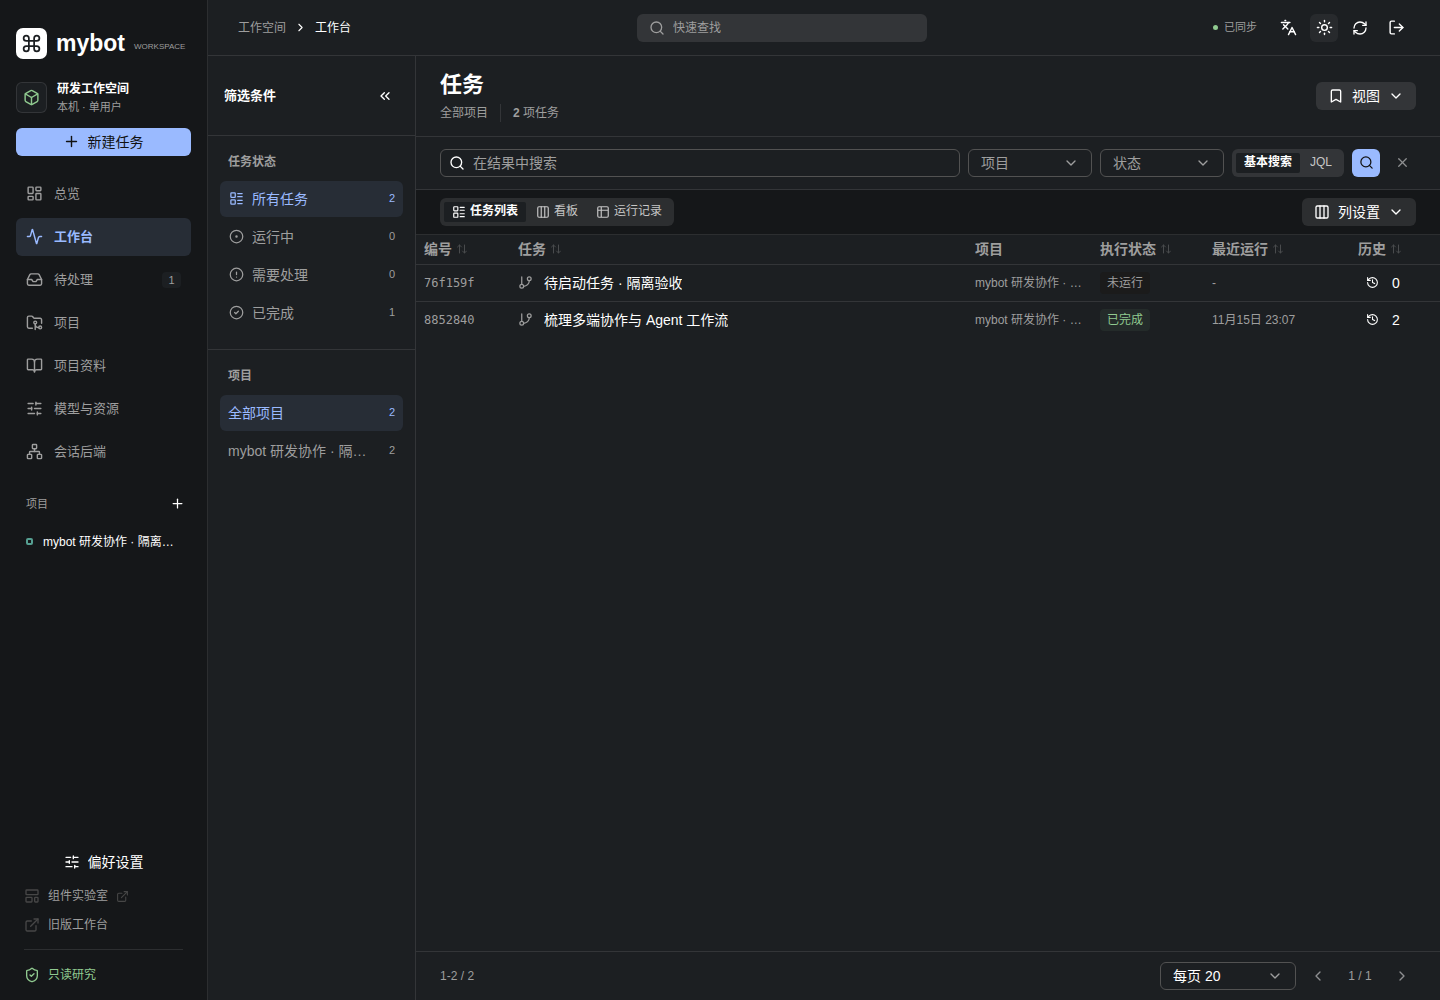 mybot WORKSPACE
研发工作空间
本机 · 单用户
新建任务
总览
工作台
待处理 1
项目
项目资料
模型与资源
会话后端
项目
mybot 研发协作 · 隔离…
偏好设置
组件实验室
旧版工作台
只读研究
工作空间 工作台
快速查找
已同步
筛选条件
任务状态
所有任务 2
运行中 0
需要处理 0
已完成 1
项目
全部项目 2
mybot 研发协作 · 隔… 2
任务
全部项目 2 项任务
视图
在结果中搜索
项目
状态
基本搜索 JQL
任务列表 看板 运行记录
列设置
编号 任务 项目 执行状态 最近运行 历史
76f159f 待启动任务 · 隔离验收 mybot 研发协作 · … 未运行 - 0
8852840 梳理多端协作与 Agent 工作流 mybot 研发协作 · … 已完成 11月15日 23:07 2
1-2 / 2
每页 20
1 / 1